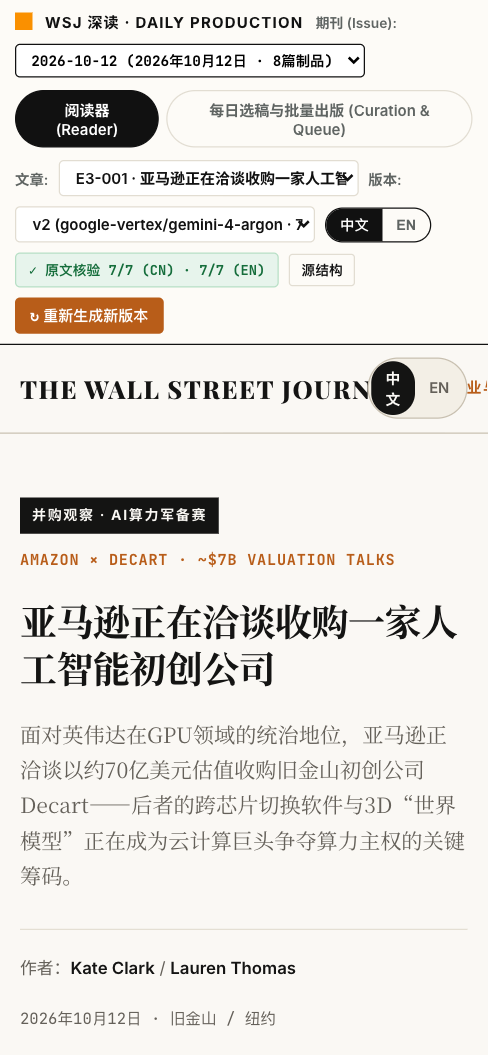 WSJ 深读 · DAILY PRODUCTION 期刊 (Issue):
2026-10-12 (2026年10月12日 · 8篇制品)
阅读器
(Reader)
每日选稿与批量出版 (Curation &
Queue)
文章: E3-001 · 亚马逊正在洽谈收购一家人工智 版本:
v2 (google-vertex/gemini-4-argon · 7 中文 EN
✓ 原文核验 7/7 (CN) · 7/7 (EN) 源结构
↻ 重新生成新版本
THE WALL STREET JOURN 中文 EN 业
并购观察 · AI算力军备赛
AMAZON × DECART · ~$7B VALUATION TALKS
亚马逊正在洽谈收购一家人
工智能初创公司
面对英伟达在GPU领域的统治地位，亚马逊正
洽谈以约70亿美元估值收购旧金山初创公司
Decart——后者的跨芯片切换软件与3D“世界
模型”正在成为云计算巨头争夺算力主权的关键
筹码。
作者：Kate Clark / Lauren Thomas
2026年10月12日 · 旧金山 / 纽约